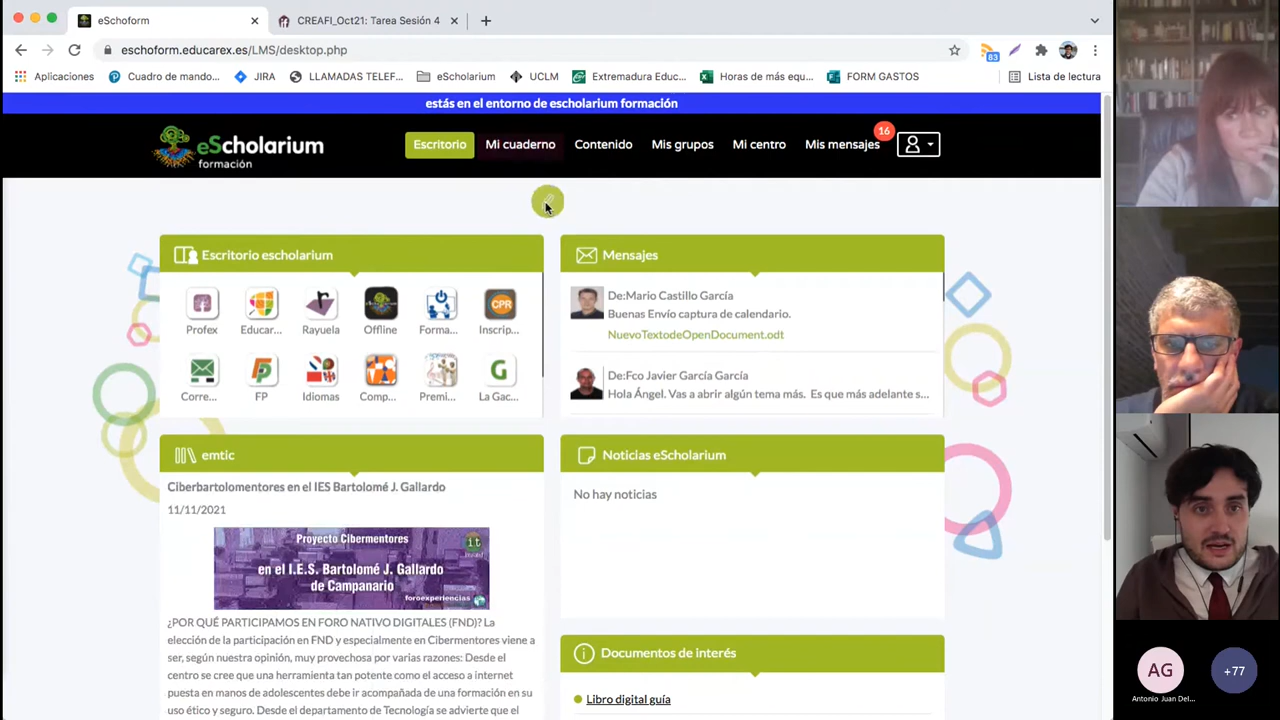 eSchoform
CREAFI_Oct21: Tarea Sesión 4
eschoform.educarex.es/LMS/desktop.php
83
Aplicaciones
Cuadro de mando...
JIRA
LLAMADAS TELEF...
eScholarium
UCLM
Extremadura Educ...
Horas de más equ...
FORM GASTOS
Lista de lectura
estás en el entorno de escholarium formación
eScholarium
formación
Escritorio
Mi cuaderno
Contenido
Mis grupos
Mi centro
Mis mensajes
16
Escritorio escholarium
Profex
Educar...
Rayuela
Offline
Forma...
Inscrip...
CPR
Corre...
FP
Idiomas
Comp...
Premi...
La Gac...
G
Mensajes
De:Mario Castillo García
Buenas Envío captura de calendario.
NuevoTextodeOpenDocument.odt
De:Fco Javier García García
Hola Ángel. Vas a abrir algún tema más. Es que más adelante s...
emtic
Ciberbartolomentores en el IES Bartolomé J. Gallardo
11/11/2021
Proyecto Cibermentores
en el I.E.S. Bartolomé J. Gallardo
de Campanario
foroexperiencias
¿POR QUÉ PARTICIPAMOS EN FORO NATIVO DIGITALES (FND)? La
elección de la participación en FND y especialmente en Cibermentores viene a
ser, según nuestra opinión, muy provechosa por varias razones: Desde el
centro se cree que una herramienta tan potente como el acceso a internet
puesta en manos de adolescentes debe ir acompañada de una formación en su
uso ético y seguro. Desde el departamento de Tecnología se advierte que el
Noticias eScholarium
No hay noticias
Documentos de interés
Libro digital guía
AG
Antonio Juan Del...
+77